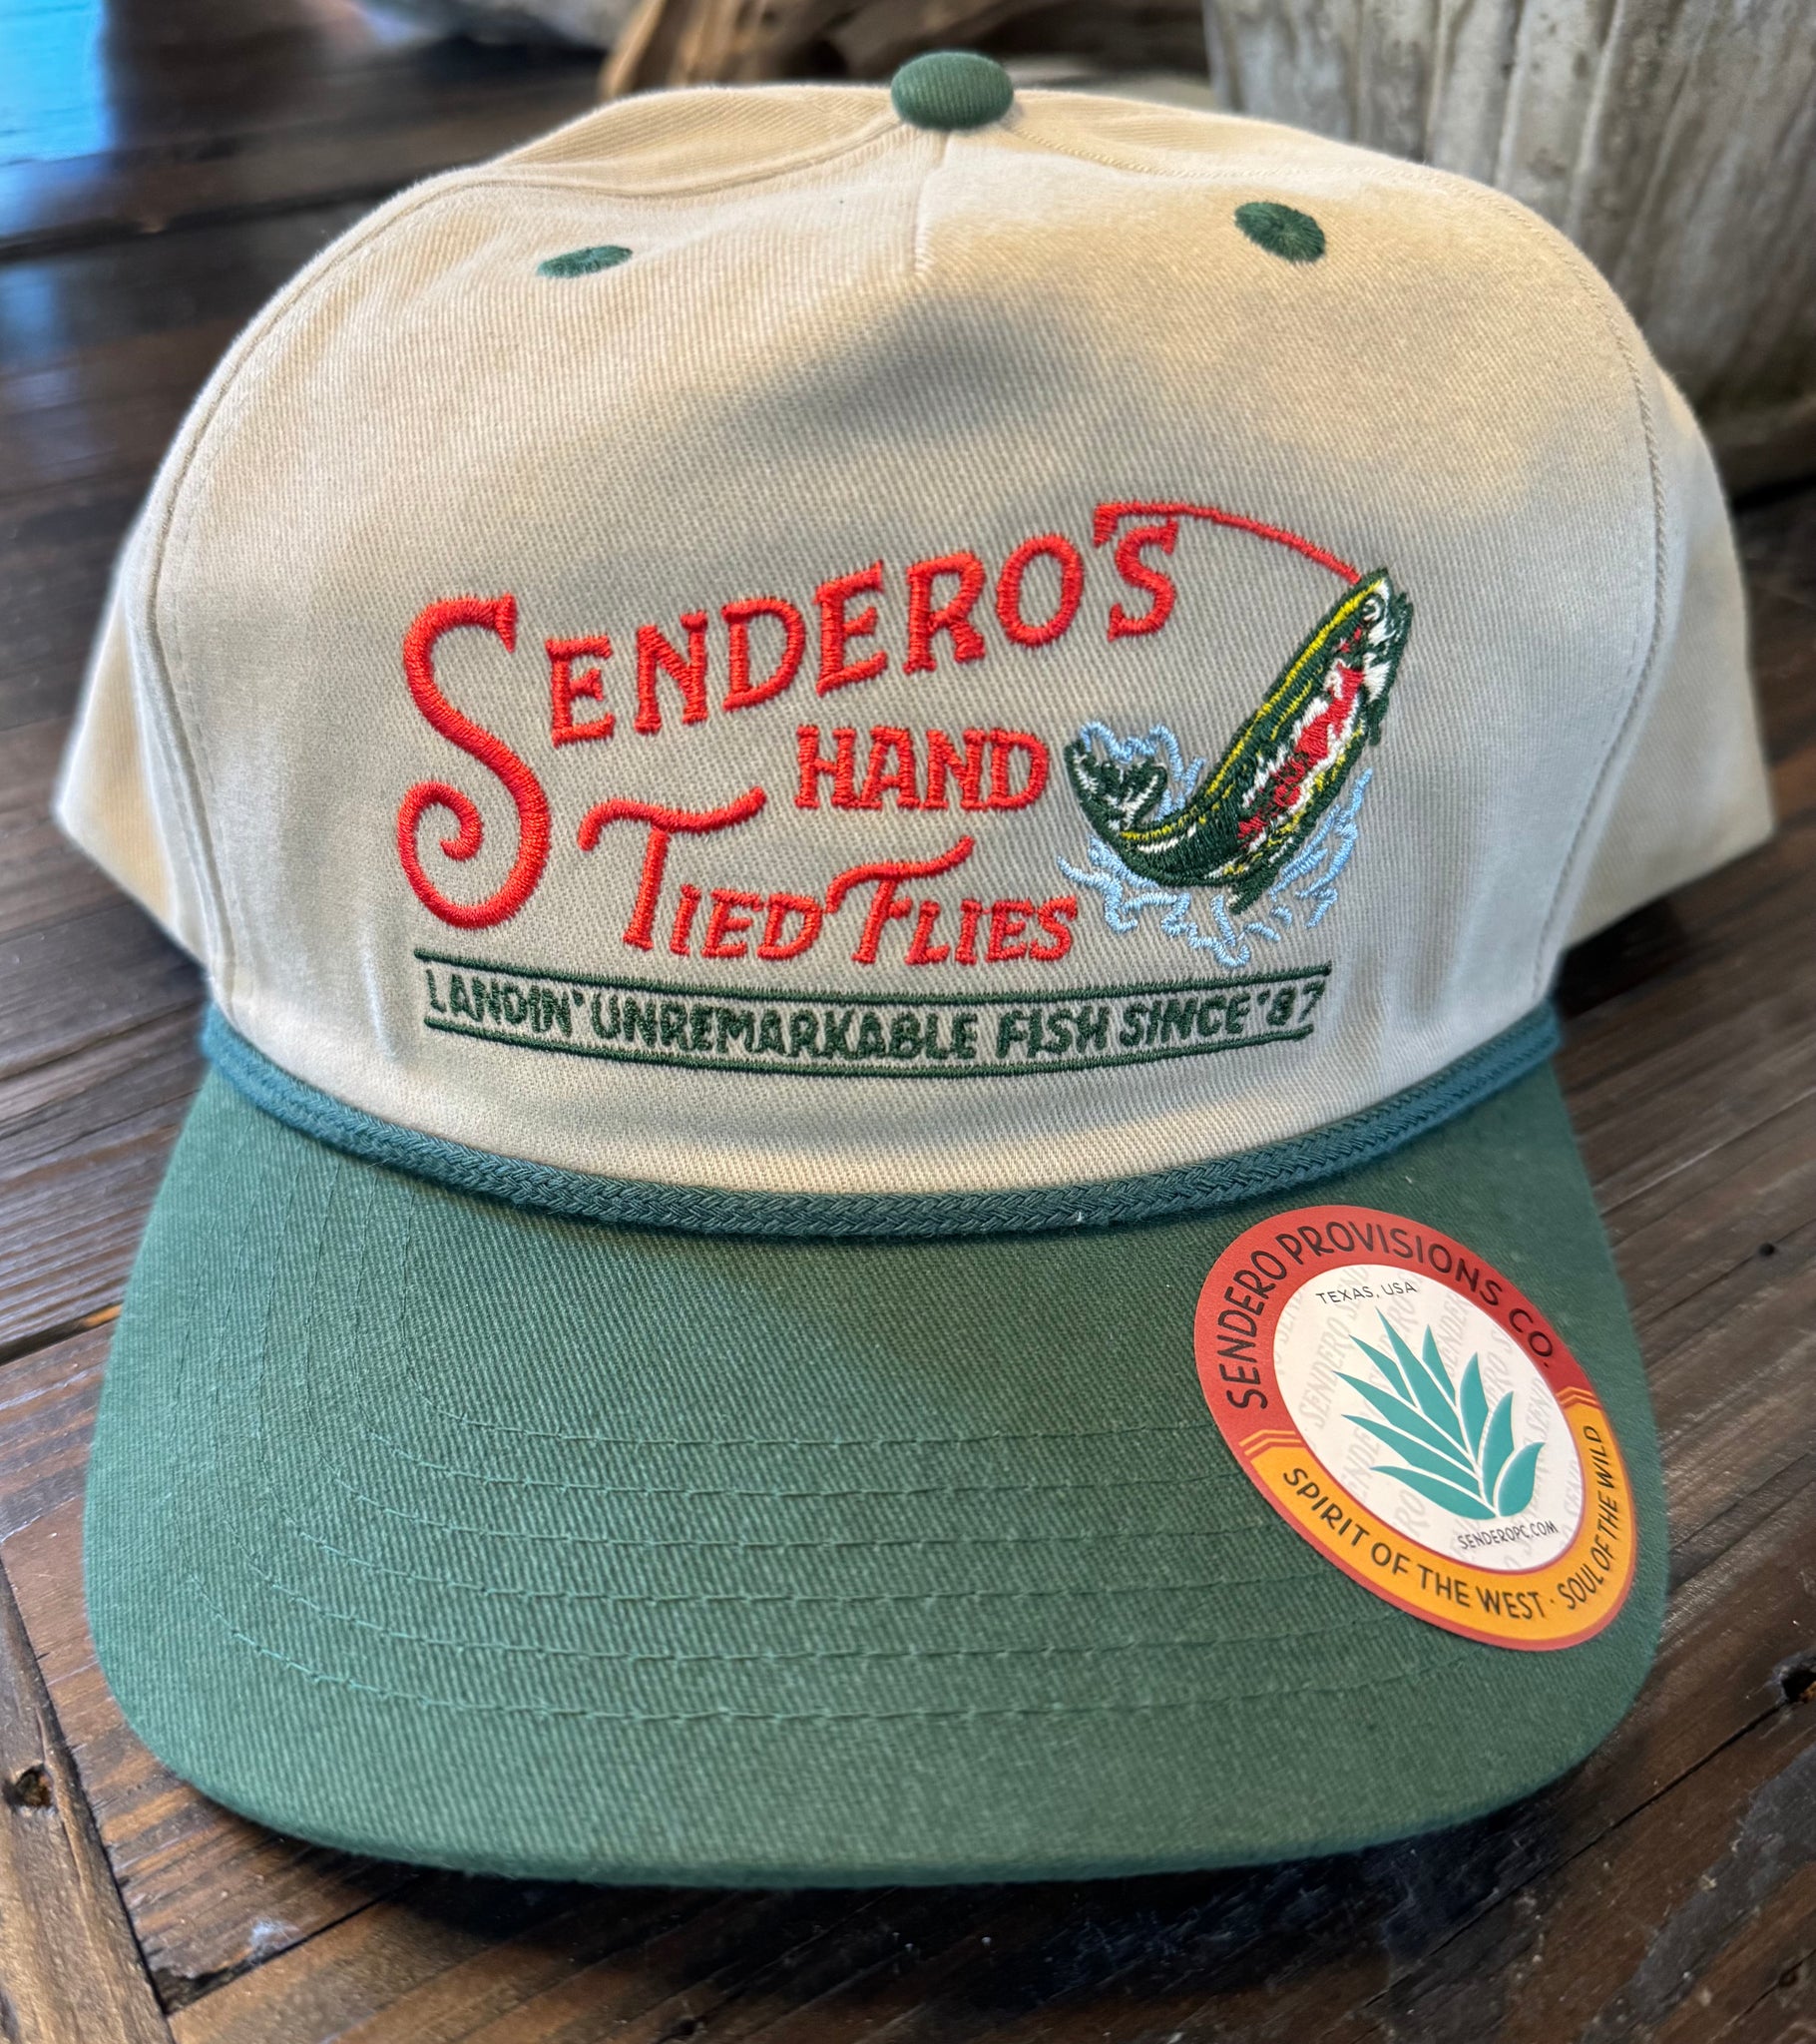 SENDERO'S
HAND
TIED FLIES
LANDIN' UNREMARKABLE FISH SINCE '87
SENDERO PROVISIONS CO.
TEXAS, USA
SENDEROPC.COM
SPIRIT OF THE WEST · SOUL OF THE WILD